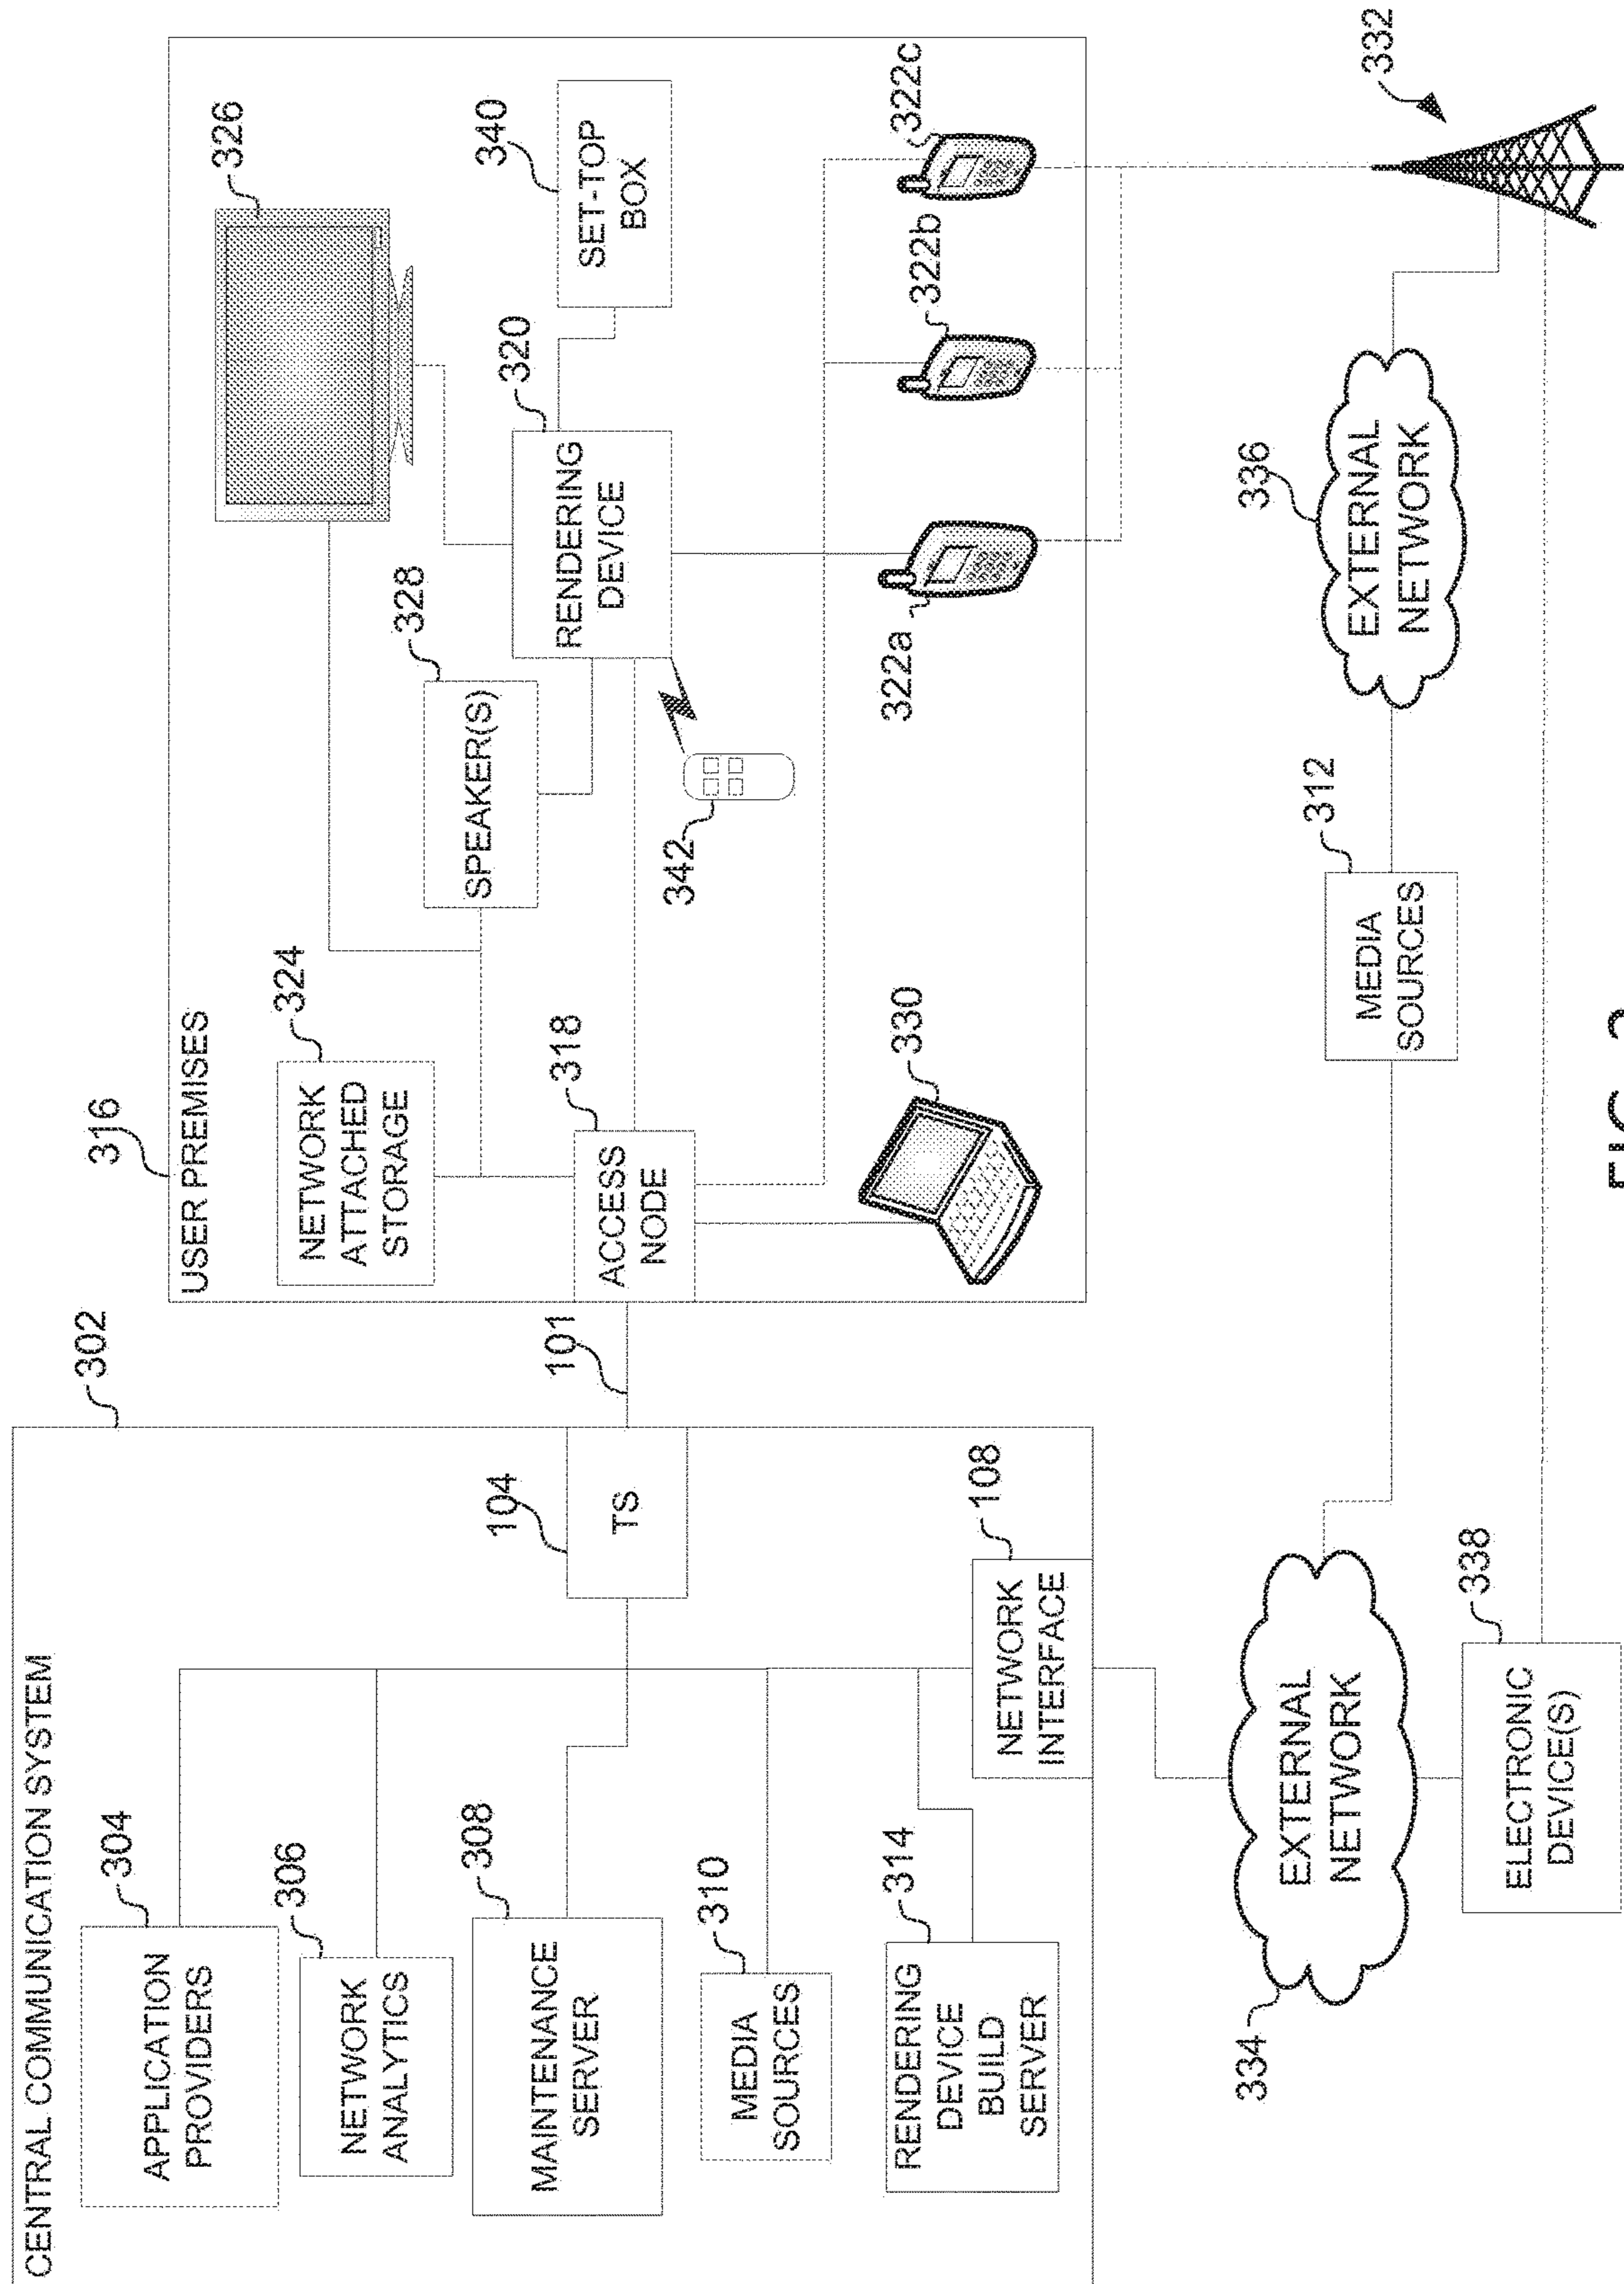 CENTRAL COMMUNICATION SYSTEM
302
304
APPLICATION
PROVIDERS
306
NETWORK
ANALYTICS
308
MAINTENANCE
SERVER
310
MEDIA
SOURCES
314
RENDERING
DEVICE
BUILD
SERVER
104
TS
101
108
NETWORK
INTERFACE
316
USER PREMISES
324
NETWORK
ATTACHED
STORAGE
318
ACCESS
NODE
328
SPEAKER(S)
326
320
RENDERING
DEVICE
340
SET-TOP
BOX
342
330
322a
322b
322c
334
EXTERNAL
NETWORK
338
ELECTRONIC
DEVICE(S)
312
MEDIA
SOURCES
336
EXTERNAL
NETWORK
332
FIG.